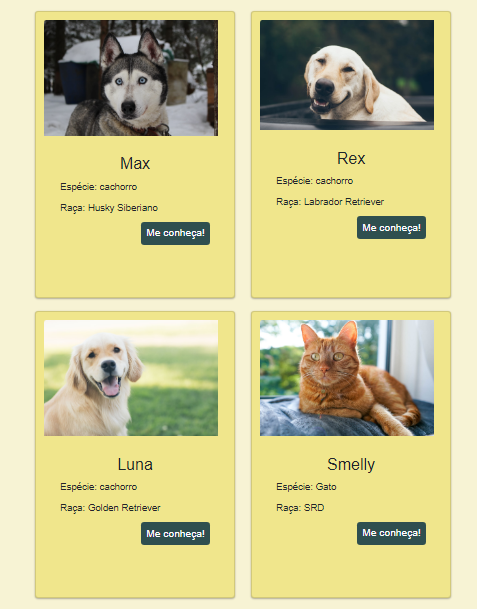 Max
Espécie: cachorro
Raça: Husky Siberiano
Me conheça!
Rex
Espécie: cachorro
Raça: Labrador Retriever
Me conheça!
Luna
Espécie: cachorro
Raça: Golden Retriever
Me conheça!
Smelly
Espécie: Gato
Raça: SRD
Me conheça!